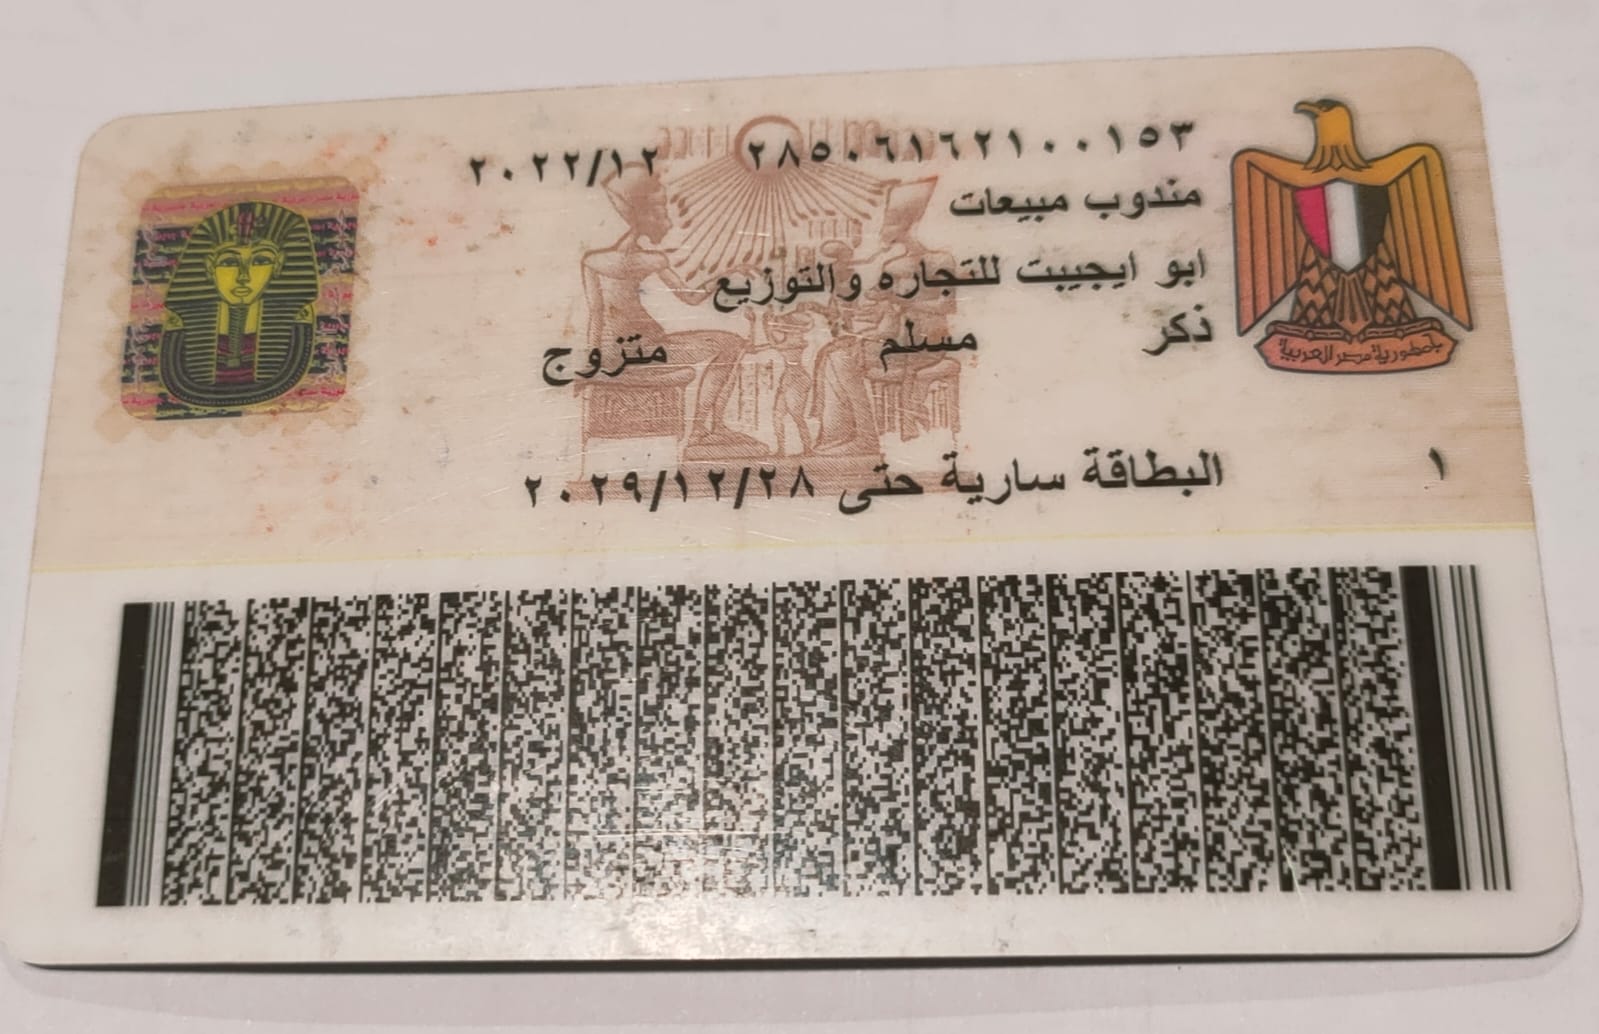 ٢٨٥٠٦١٦٢١٠٠١٥٣ ٢٠٢٢/١٢
مندوب مبيعات
ابو ايجيبت للتجاره والتوزيع
ذكر مسلم متزوج
البطاقة سارية حتى ٢٠٢٩/١٢/٢٨
١
جمهورية مصر العربية